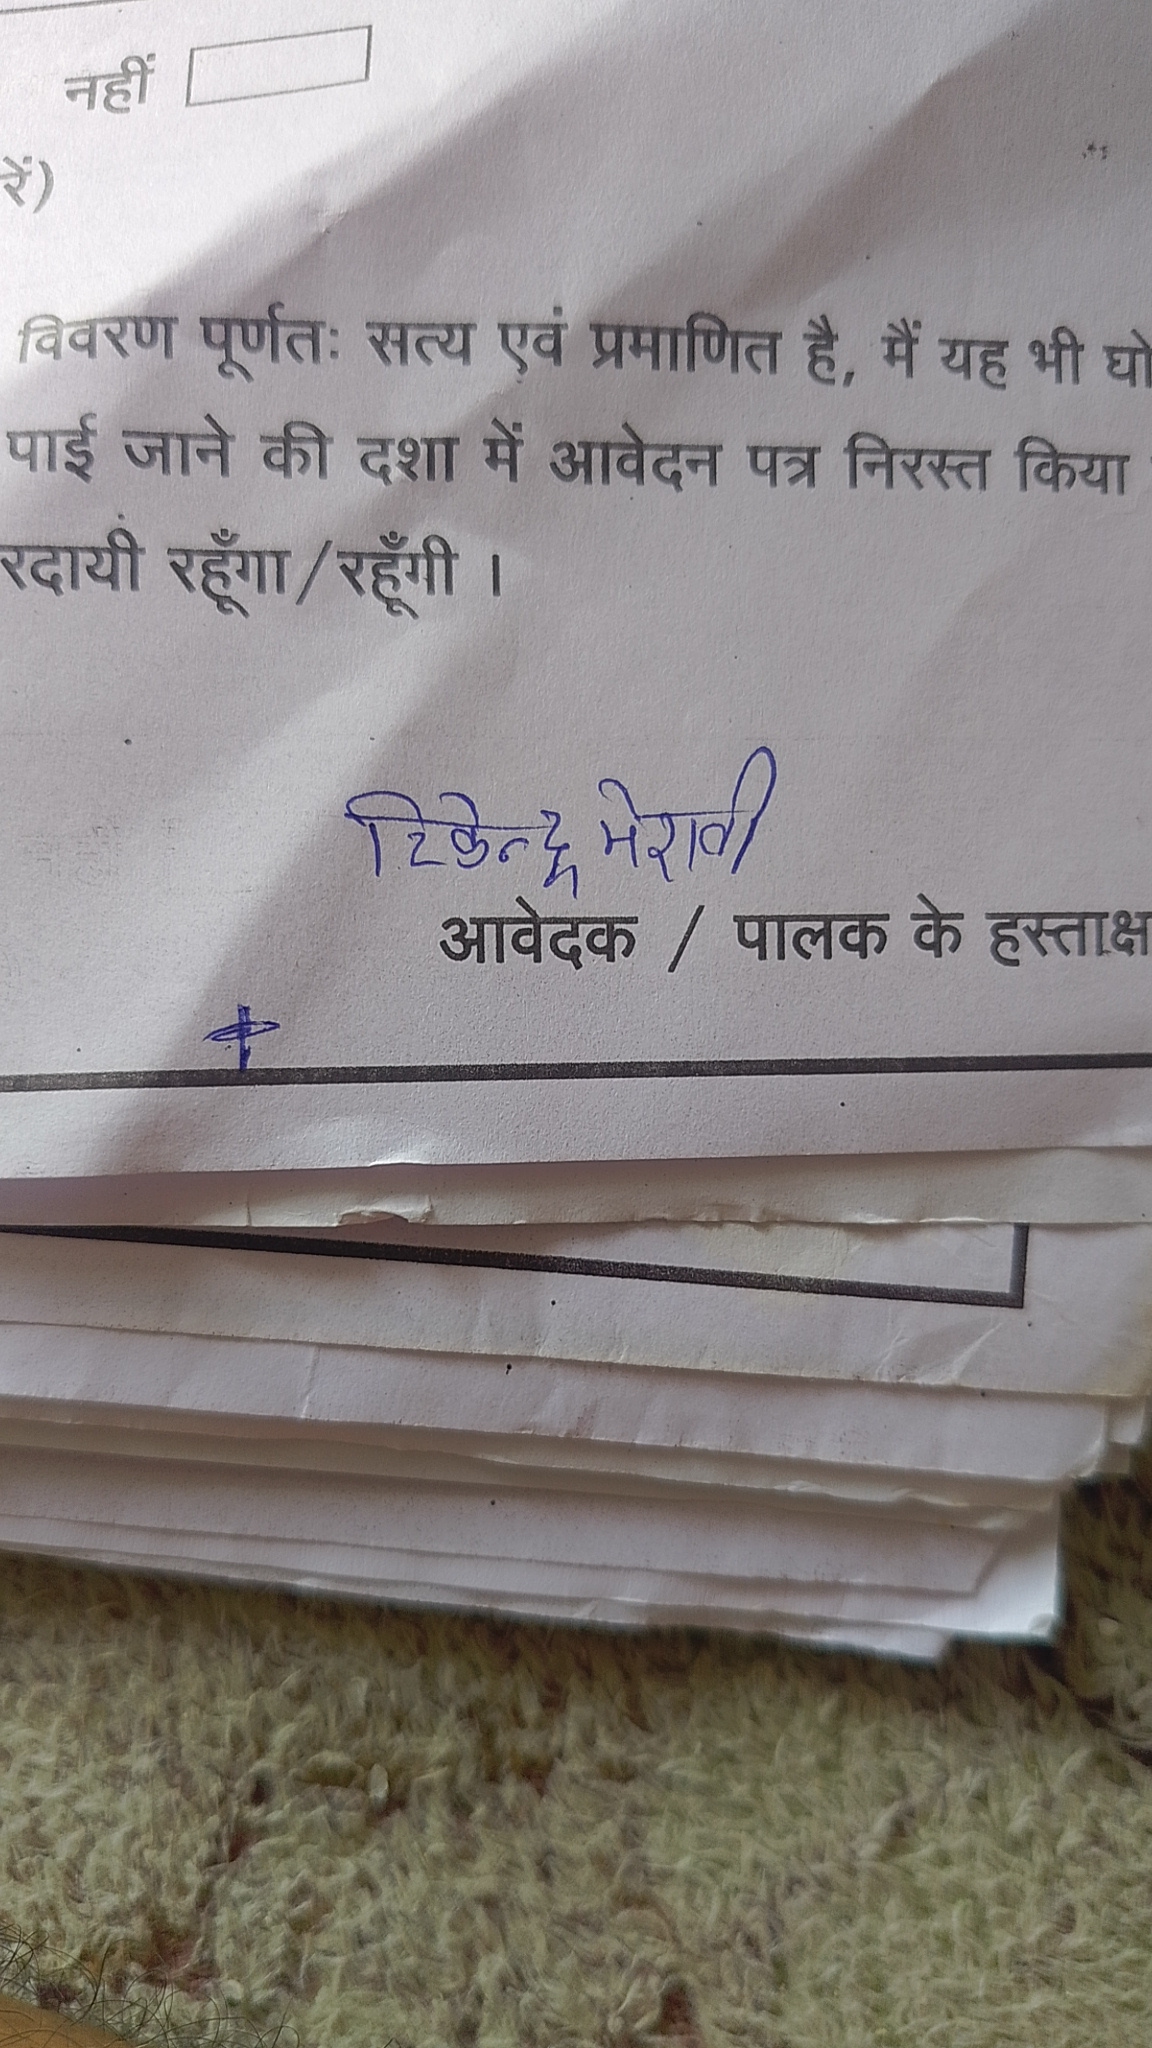 नहीं
रें)
विवरण पूर्णतः सत्य एवं प्रमाणित है, मैं यह भी घो
पाई जाने की दशा में आवेदन पत्र निरस्त किया
रदायी रहूँगा/रहूँगी ।
टिकेन्द्र मेरावी
आवेदक / पालक के हस्ताक्ष